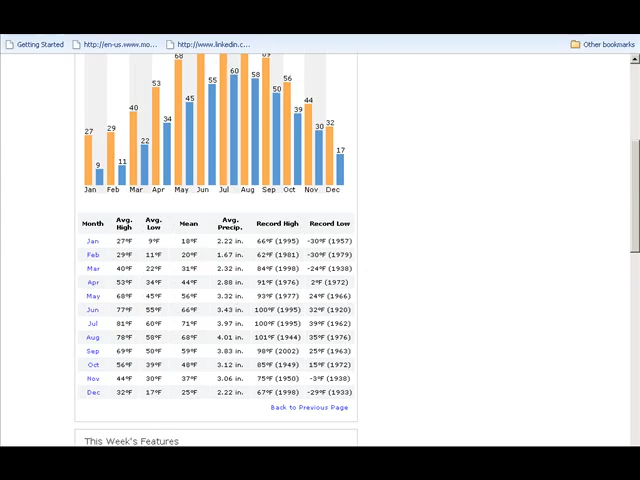 Getting Started http://en-us.www.mo... http://www.linkedin.c... Other bookmarks
68 69
53 60 58 56
40 45 55 50 44
27 29 34 39 32
22 30
9 11 17
Jan Feb Mar Apr May Jun Jul Aug Sep Oct Nov Dec
Month Avg. High Avg. Low Mean Avg. Precip. Record High Record Low
Jan 27°F 9°F 18°F 2.22 in. 66°F (1995) -30°F (1957)
Feb 29°F 11°F 20°F 1.67 in. 62°F (1981) -30°F (1979)
Mar 40°F 22°F 31°F 2.32 in. 84°F (1998) -24°F (1938)
Apr 53°F 34°F 44°F 2.88 in. 91°F (1976) 2°F (1972)
May 68°F 45°F 56°F 3.32 in. 93°F (1977) 24°F (1966)
Jun 77°F 55°F 66°F 3.43 in. 100°F (1995) 32°F (1920)
Jul 81°F 60°F 71°F 3.97 in. 100°F (1995) 39°F (1962)
Aug 78°F 58°F 68°F 4.01 in. 101°F (1944) 35°F (1976)
Sep 69°F 50°F 59°F 3.83 in. 98°F (2002) 25°F (1963)
Oct 56°F 39°F 48°F 3.12 in. 85°F (1949) 15°F (1972)
Nov 44°F 30°F 37°F 3.06 in. 75°F (1950) -3°F (1938)
Dec 32°F 17°F 25°F 2.22 in. 67°F (1998) -29°F (1933)
Back to Previous Page
This Week's Features